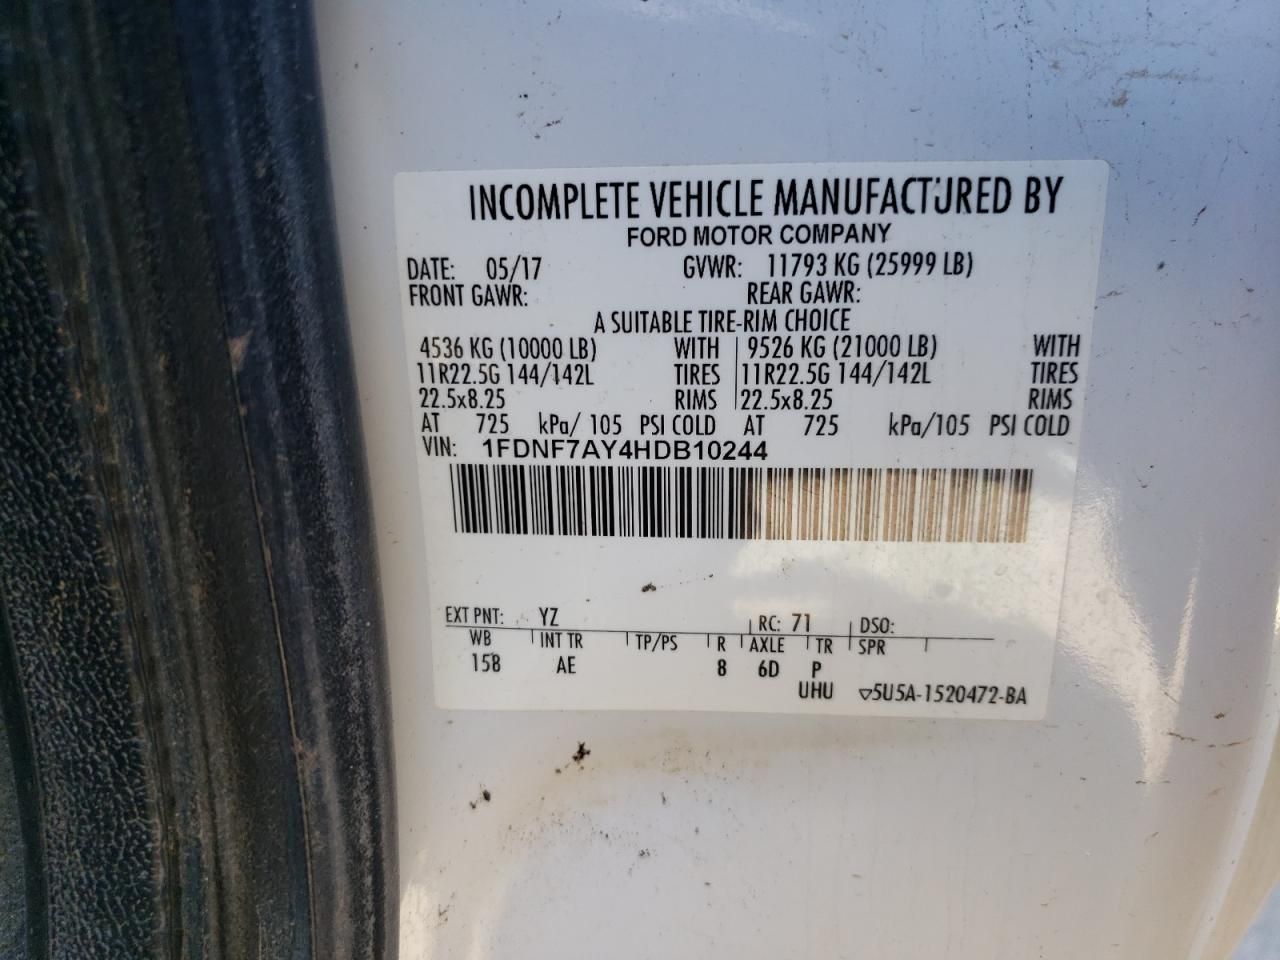 INCOMPLETE VEHICLE MANUFACTURED BY
FORD MOTOR COMPANY
DATE: 05/17 GVWR: 11793 KG (25999 LB)
FRONT GAWR: REAR GAWR:
A SUITABLE TIRE-RIM CHOICE
4536 KG (10000 LB) WITH 9526 KG (21000 LB) WITH
11R22.5G 144/142L TIRES 11R22.5G 144/142L TIRES
22.5x8.25 RIMS 22.5x8.25 RIMS
AT 725 kPa/ 105 PSI COLD AT 725 kPa/105 PSI COLD
VIN: 1FDNF7AY4HDB10244
EXT PNT: YZ RC: 71 DSO:
WB INT TR TP/PS R AXLE TR SPR
158 AE 8 6D P
UHU ▽5U5A-1520472-BA